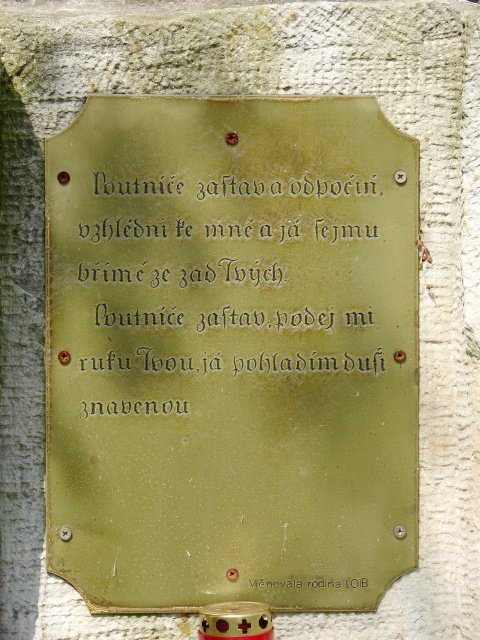 Poutníče zastav a odpočiň,
vzhlédni ke mně a já sejmu
břímě ze zad Tvých.
Poutníče zastav, podej mi
ruku Tvou, já pohladím duši
znavenou
Věnovala rodina LOIB